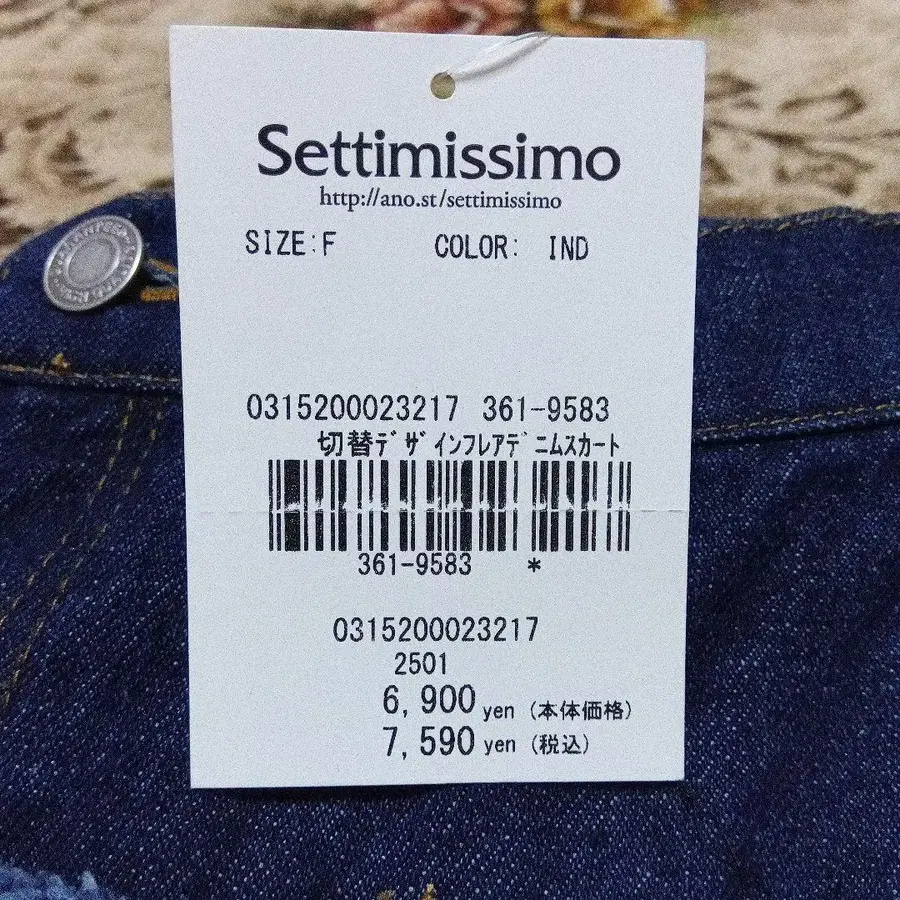 Settimissimo
http://ano.st/settimissimo
SIZE:F COLOR: IND
0315200023217 361-9583
切替ﾃﾞｻﾞｲﾝﾌﾚｱﾃﾞﾆﾑｽｶｰﾄ
361-9583 *
0315200023217
2501
6,900 yen (本体価格)
7,590 yen (税込)